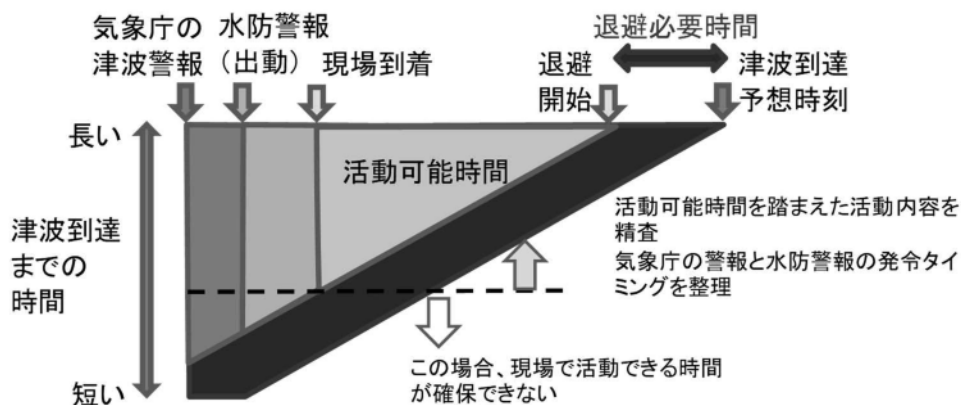 気象庁の
津波警報
水防警報
（出動）
現場到着
退避必要時間
退避
開始
津波到達
予想時刻
長い
津波到達
までの
時間
短い
活動可能時間
活動可能時間を踏まえた活動内容を
精査
気象庁の警報と水防警報の発令タイ
ミングを整理
この場合、現場で活動できる時間
が確保できない